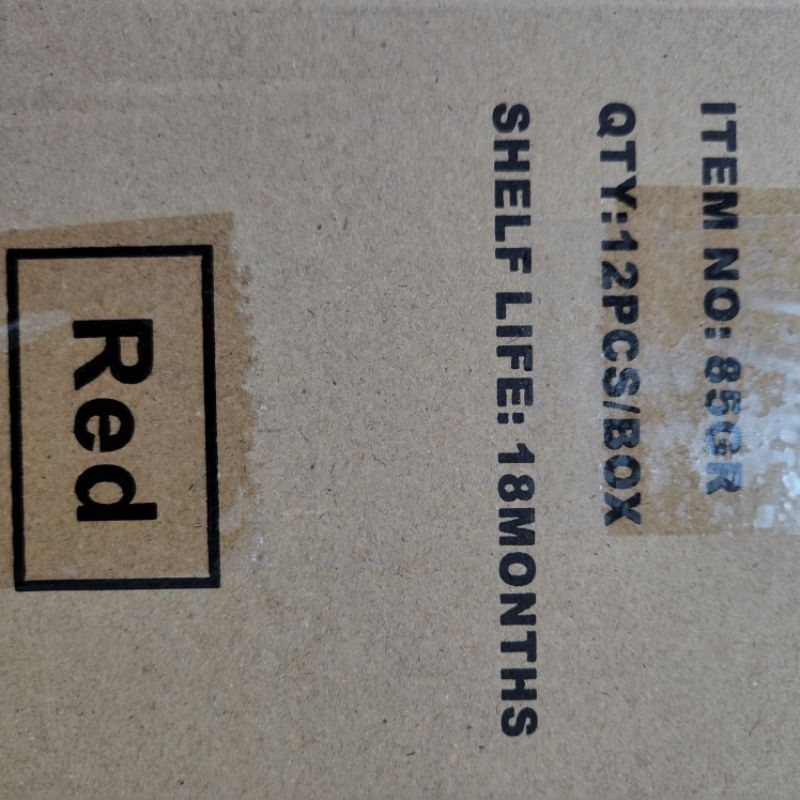 ITEM NO: 85GR
QTY:12PCS/BOX
SHELF LIFE: 18MONTHS
Red